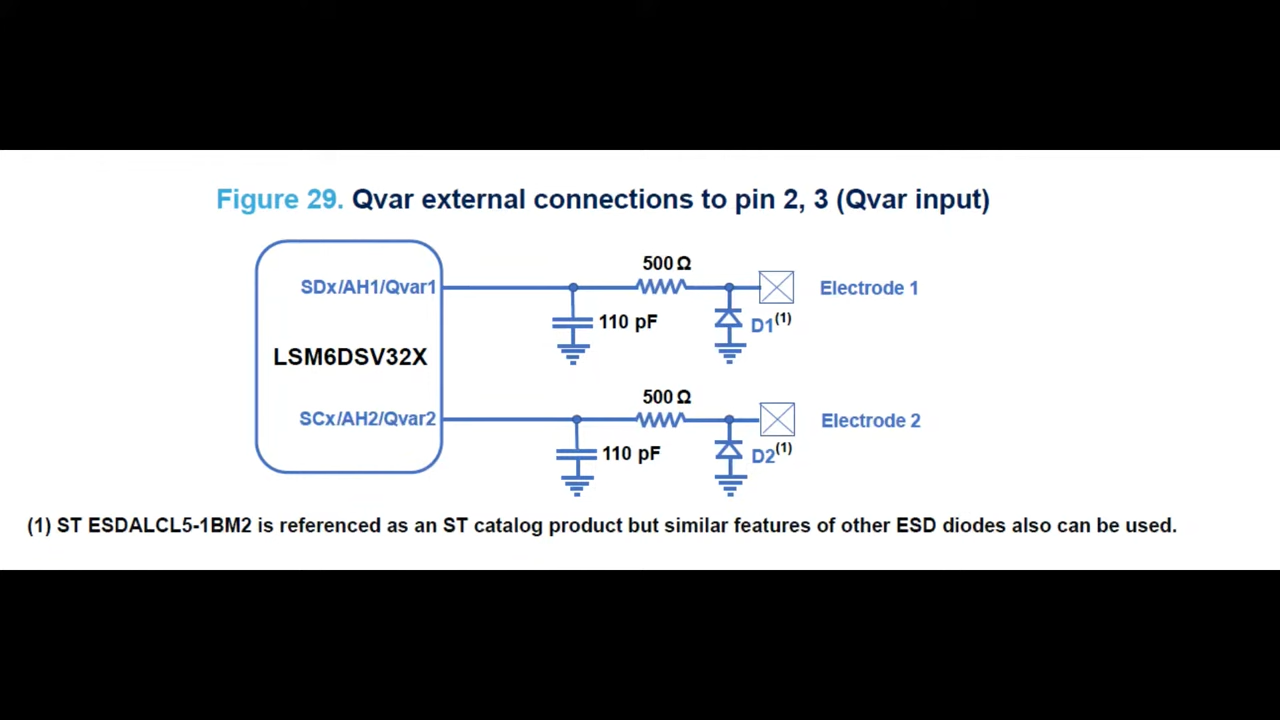 Figure 29. Qvar external connections to pin 2, 3 (Qvar input)
500 Ω
SDx/AH1/Qvar1
Electrode 1
110 pF
D1(1)
LSM6DSV32X
500 Ω
SCx/AH2/Qvar2
Electrode 2
110 pF
D2(1)
(1) ST ESDALCL5-1BM2 is referenced as an ST catalog product but similar features of other ESD diodes also can be used.